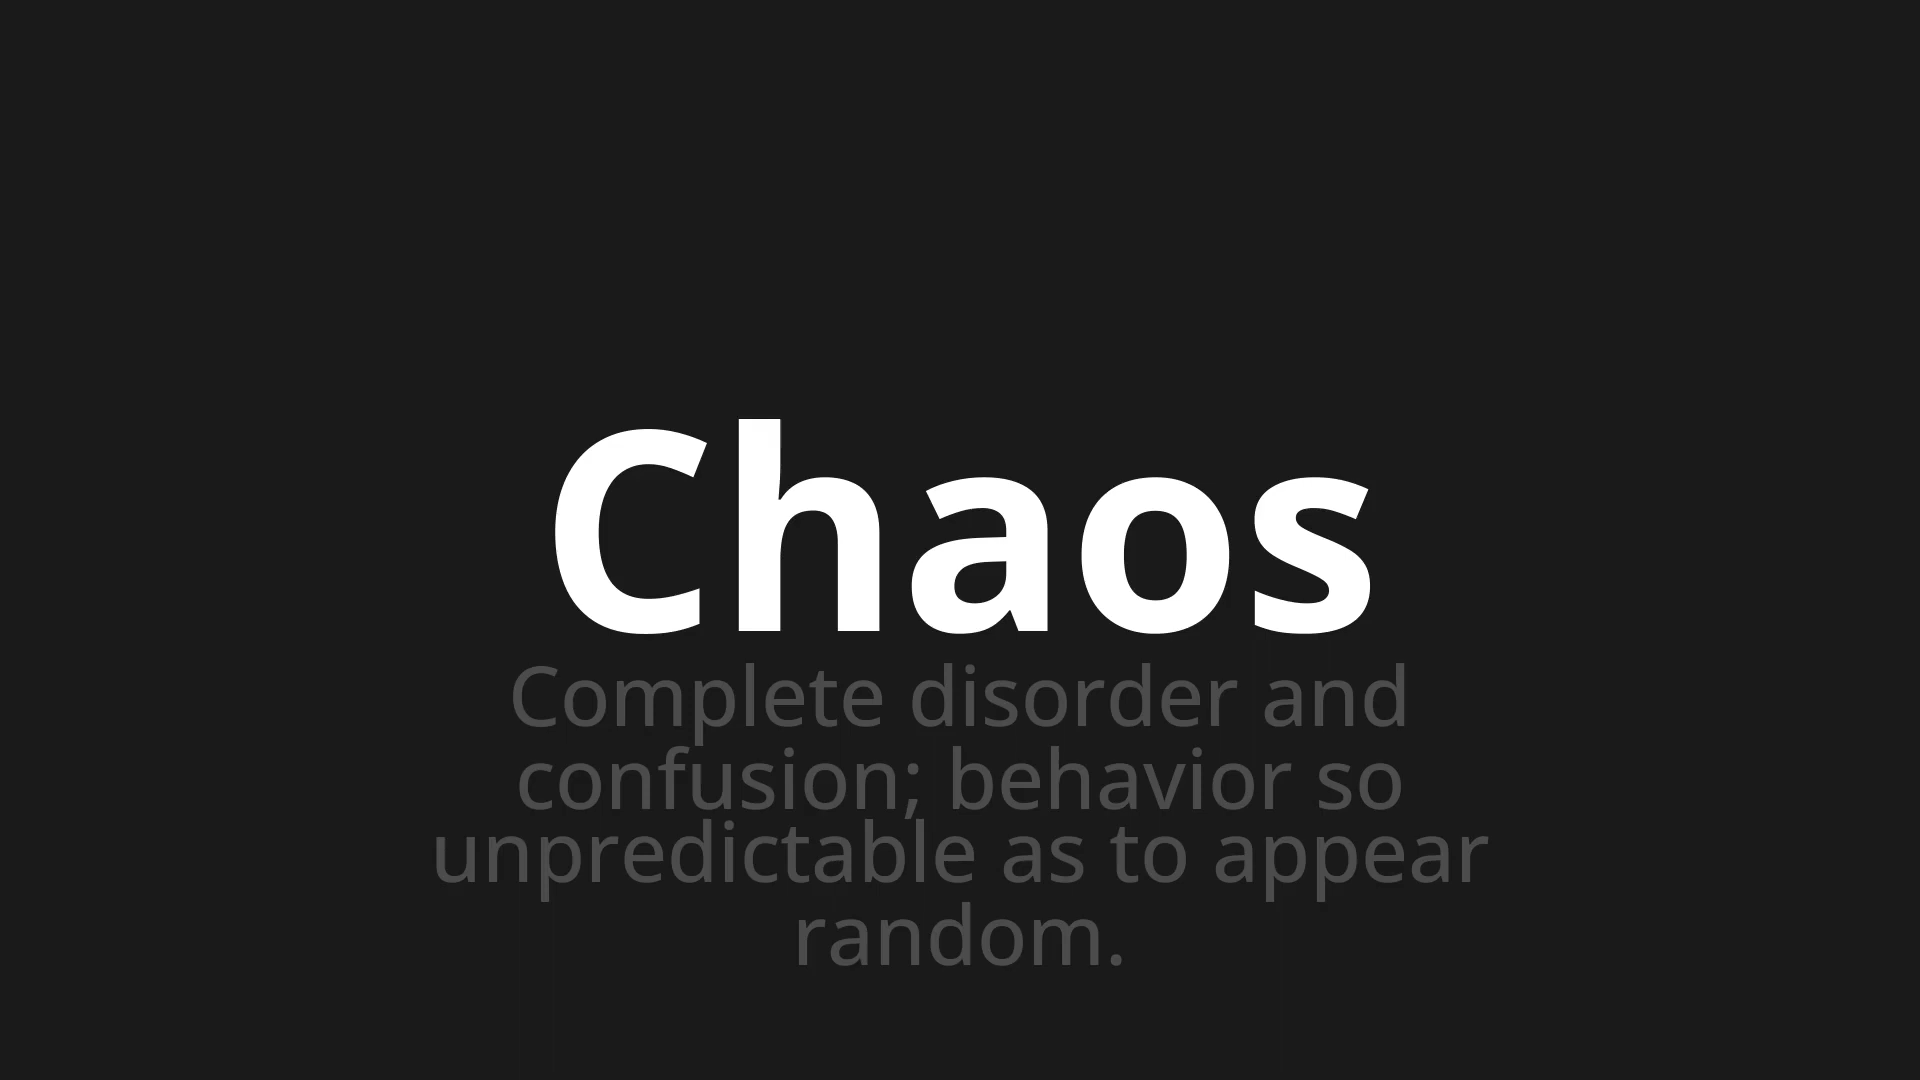 Chaos
Complete disorder and
confusion; behavior so
unpredictable as to appear
random.